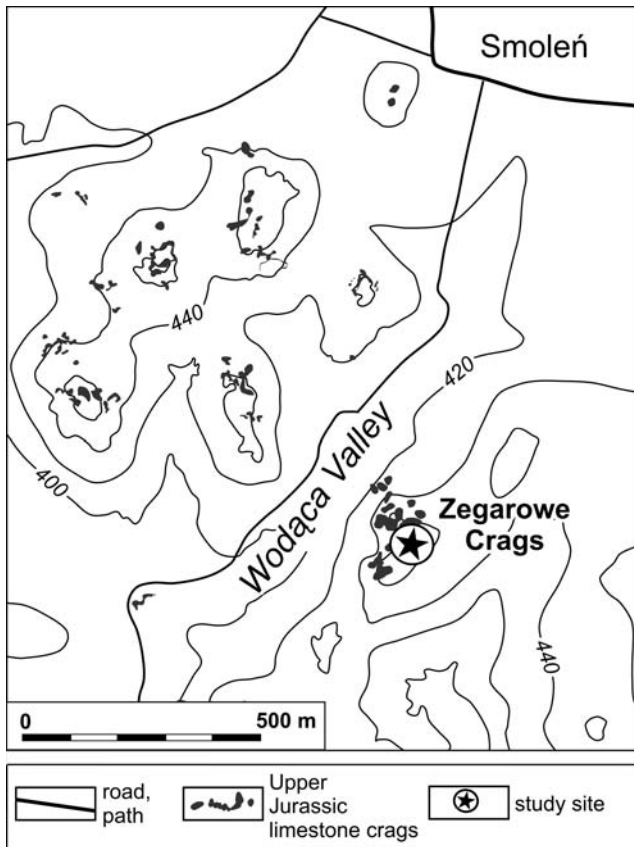 Smoleń
440
420
400
Wodąca Valley
Zegarowe
Crags
440
0 500 m
road,
path
Upper
Jurassic
limestone crags
study site